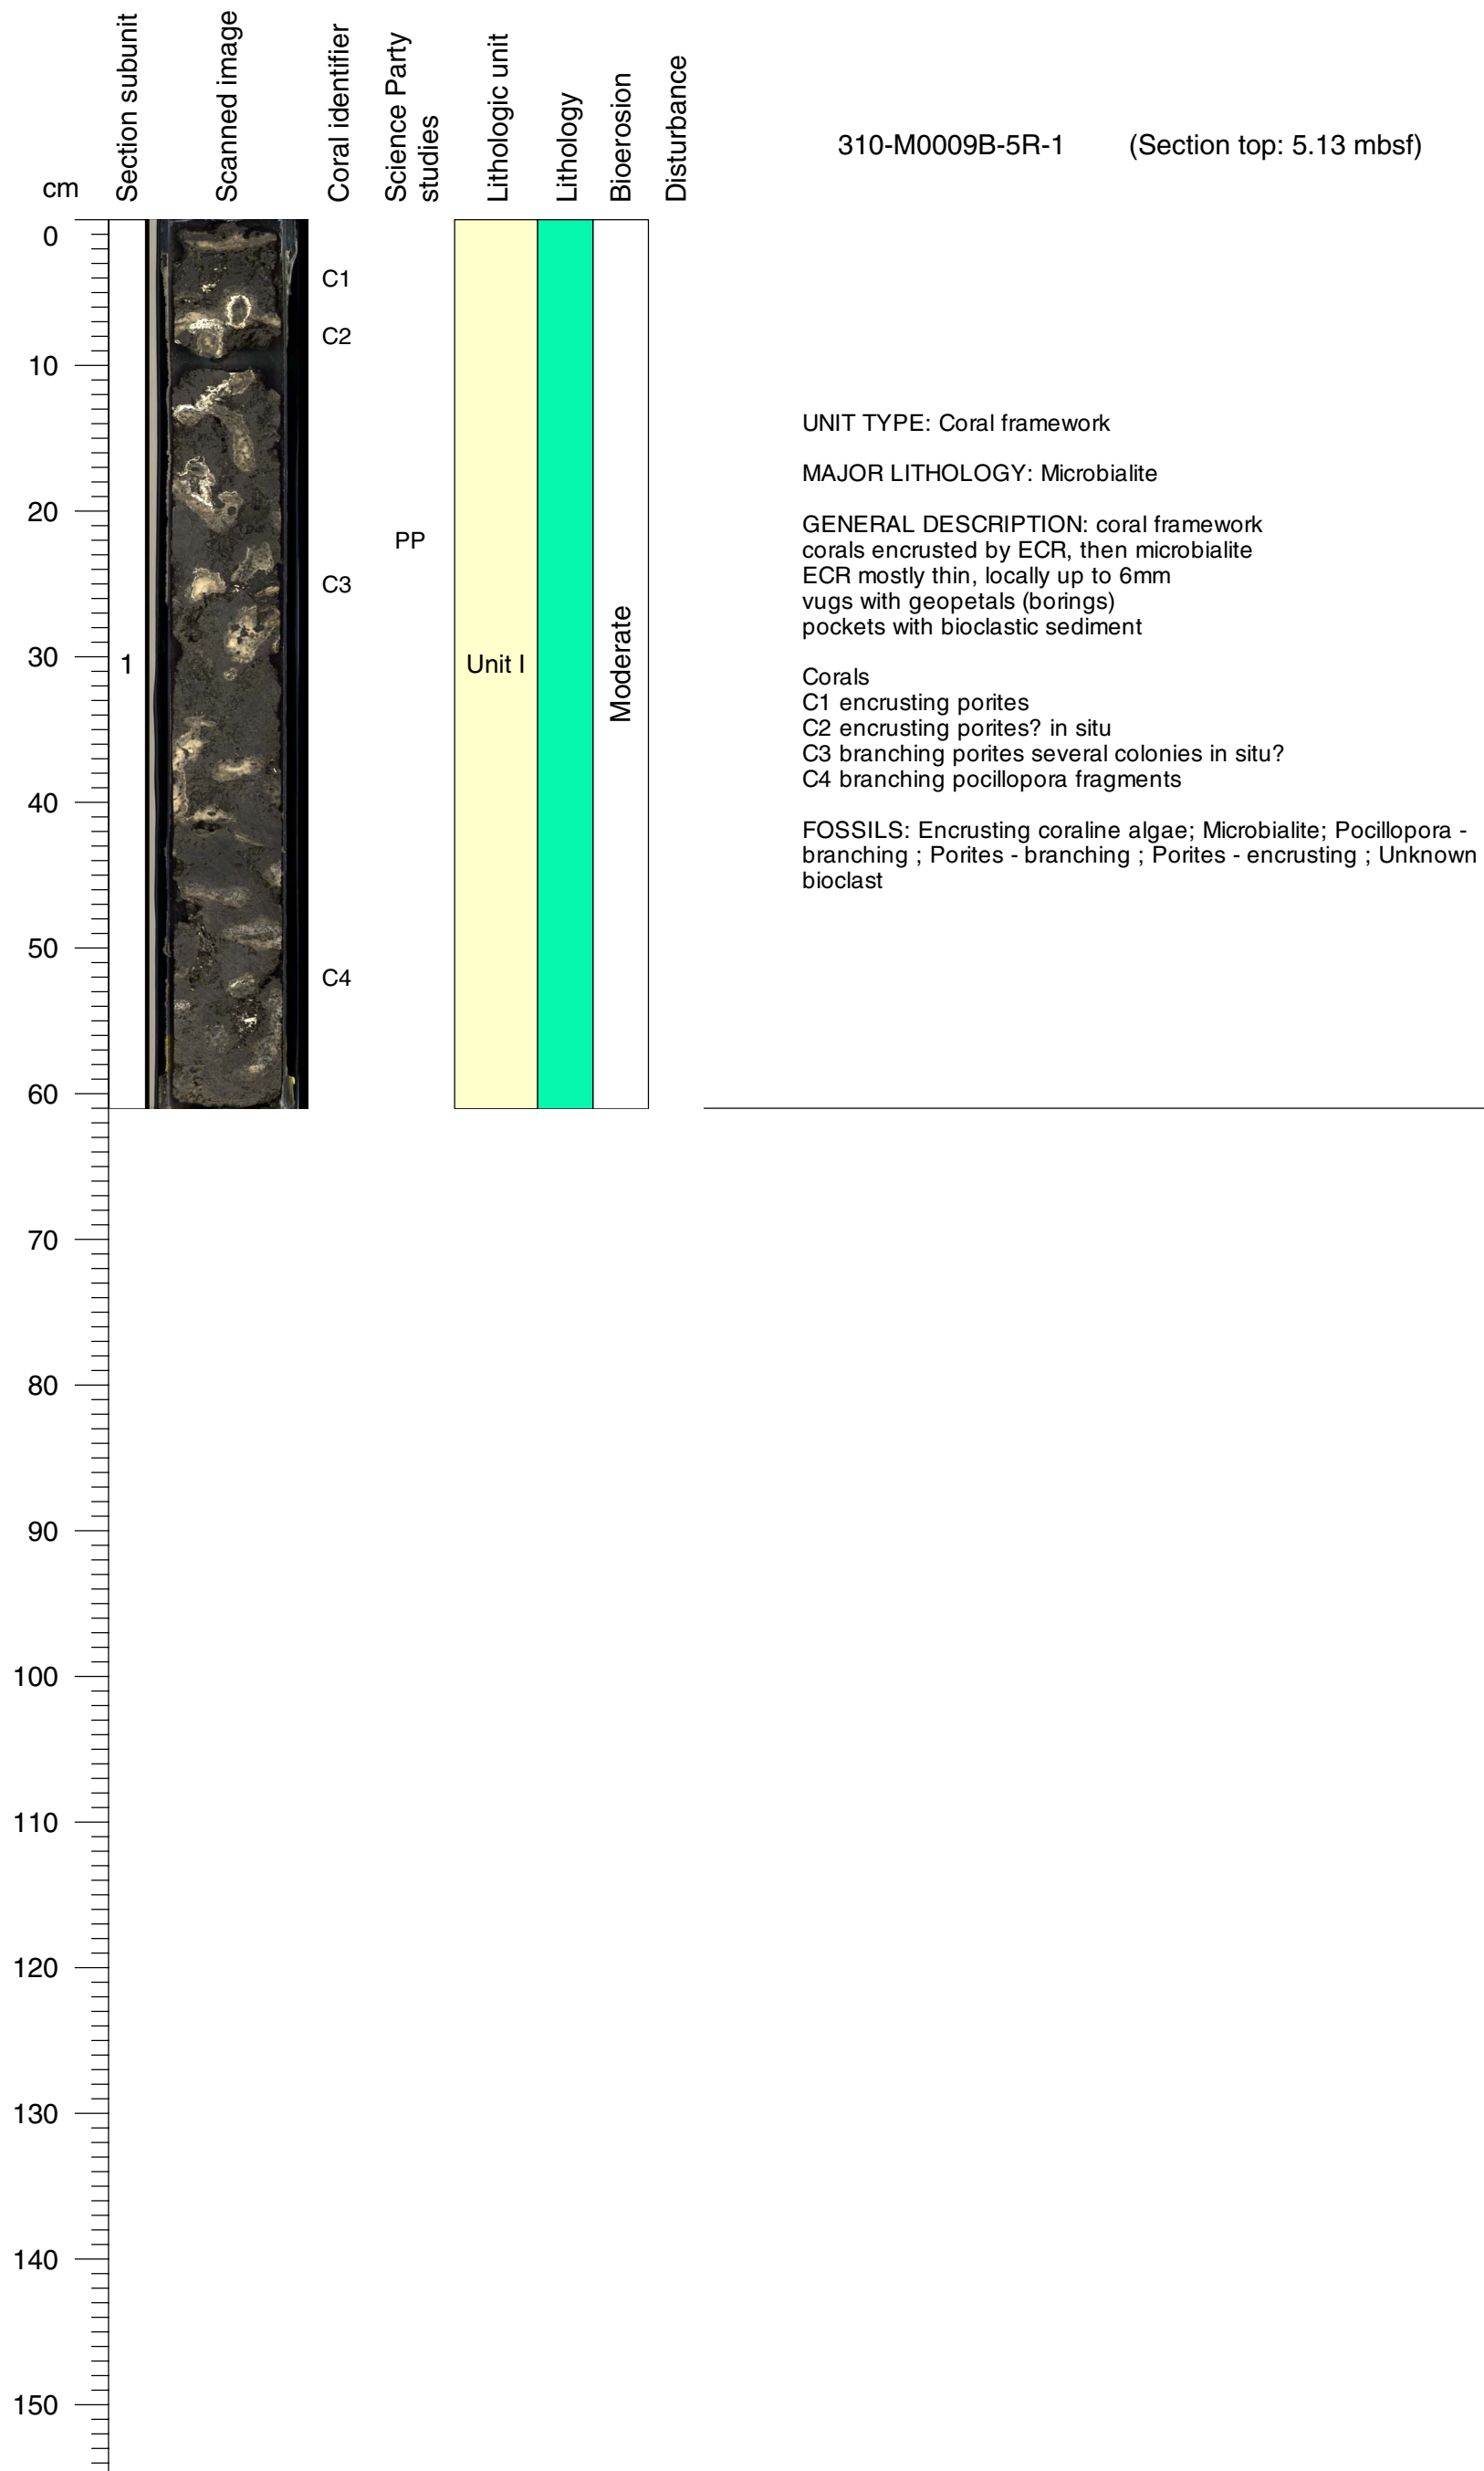 Section subunit
Scanned image
Coral identifier
Science Party
studies
Lithologic unit
Lithology
Bioerosion
Disturbance
310-M0009B-5R-1 (Section top: 5.13 mbsf)
cm
0
C1
C2
10
UNIT TYPE: Coral framework
MAJOR LITHOLOGY: Microbialite
20
GENERAL DESCRIPTION: coral framework
PP
corals encrusted by ECR, then microbialite
ECR mostly thin, locally up to 6mm
C3
vugs with geopetals (borings)
pockets with bioclastic sediment
30
1
Unit I
Moderate
Corals
C1 encrusting porites
C2 encrusting porites? in situ
C3 branching porites several colonies in situ?
C4 branching pocillopora fragments
40
FOSSILS: Encrusting coraline algae; Microbialite; Pocillopora -
branching ; Porites - branching ; Porites - encrusting ; Unknown
bioclast
50
C4
60
70
80
90
100
110
120
130
140
150